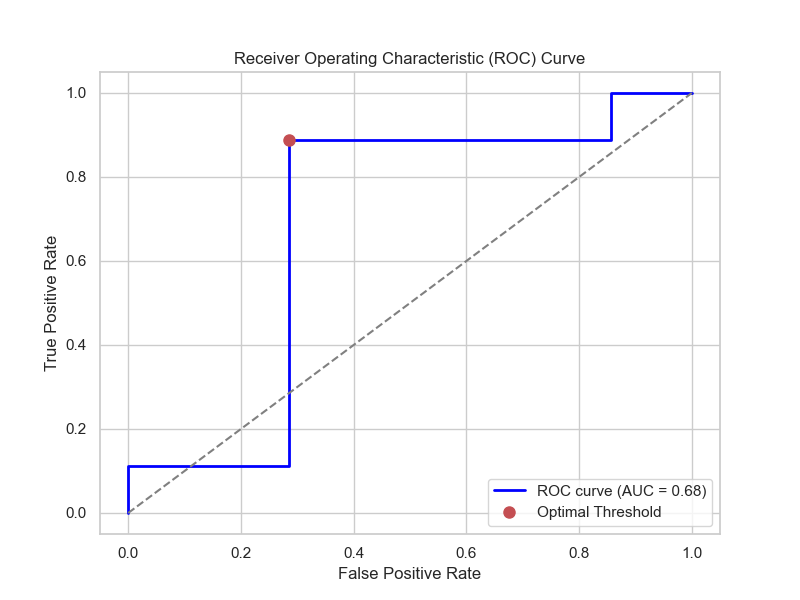 Receiver Operating Characteristic (ROC) Curve
True Positive Rate
1.0
0.8
0.6
0.4
0.2
0.0
ROC curve (AUC = 0.68)
Optimal Threshold
0.0 0.2 0.4 0.6 0.8 1.0
False Positive Rate